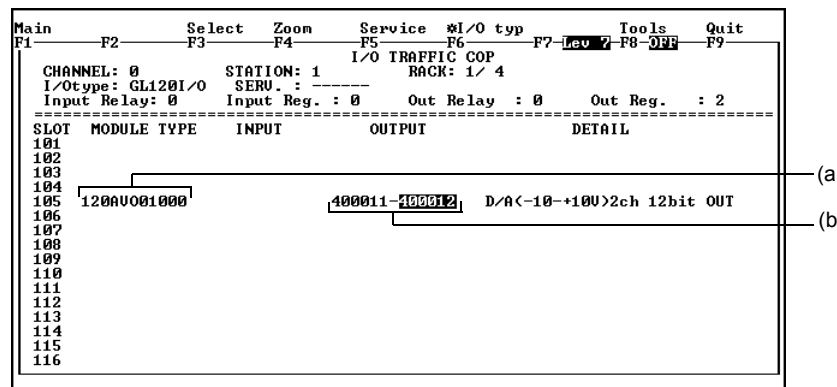 Main Select Zoom Service *I/O typ Tools Quit
F1 F2 F3 F4 F5 F6 F7 Lev 7 F8 OFF F9
I/O TRAFFIC COP
CHANNEL: 0 STATION: 1 RACK: 1/ 4
I/Otype: GL120I/O SERV. : ------
Input Relay: 0 Input Reg. : 0 Out Relay : 0 Out Reg. : 2
SLOT MODULE TYPE INPUT OUTPUT DETAIL
101
102
103
104
(a
105 120AVO01000 400011-400012 D/A(-10-+10V)2ch 12bit OUT
106
(b
107
108
109
110
111
112
113
114
115
116